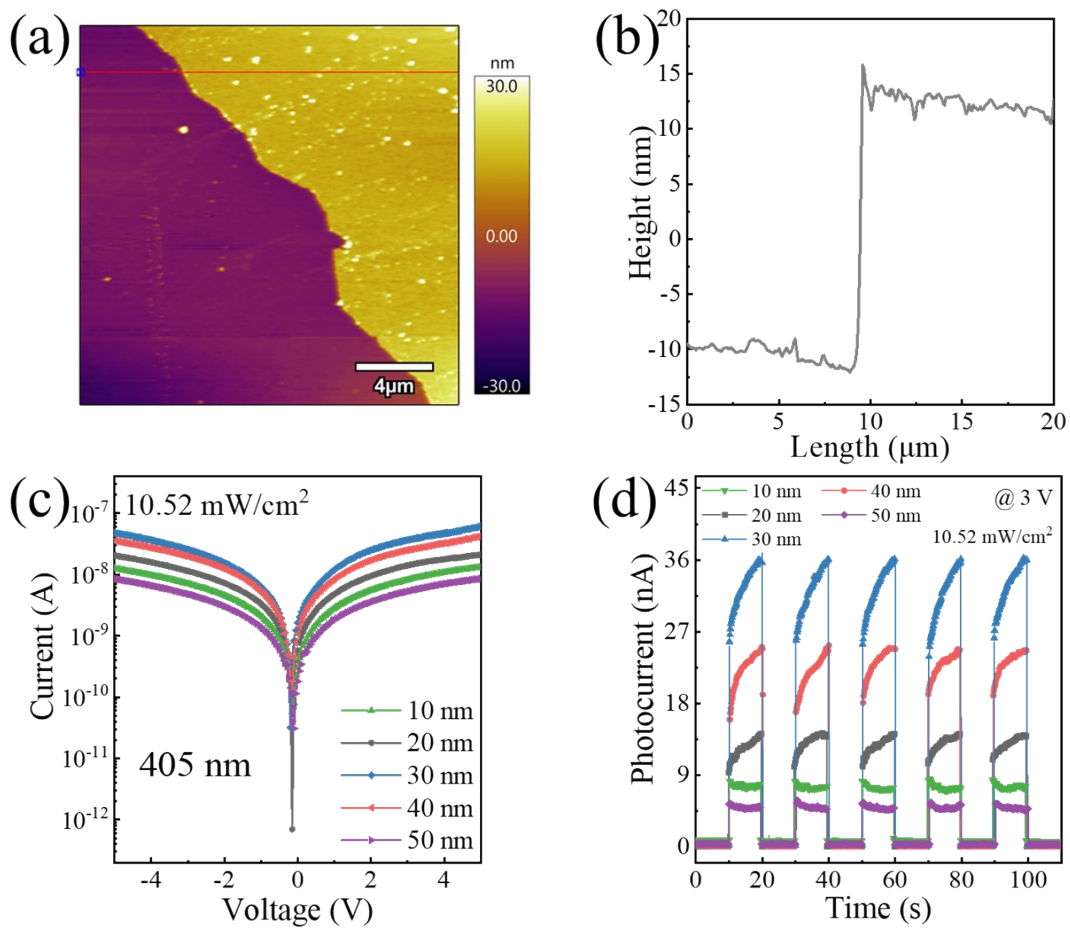 (a)
nm
30.0
0.00
-30.0
4μm
(b)
Height (nm)
20
15
10
5
0
-5
-10
-15
0
5
10
15
20
Length (μm)
(c)
10.52 mW/cm²
Current (A)
10⁻⁷
10⁻⁸
10⁻⁹
10⁻¹⁰
10⁻¹¹
10⁻¹²
405 nm
10 nm
20 nm
30 nm
40 nm
50 nm
-4
-2
0
2
4
Voltage (V)
(d)
Photocurrent (nA)
45
36
27
18
9
0
10 nm
20 nm
30 nm
40 nm
50 nm
@ 3 V
10.52 mW/cm²
0
20
40
60
80
100
Time (s)